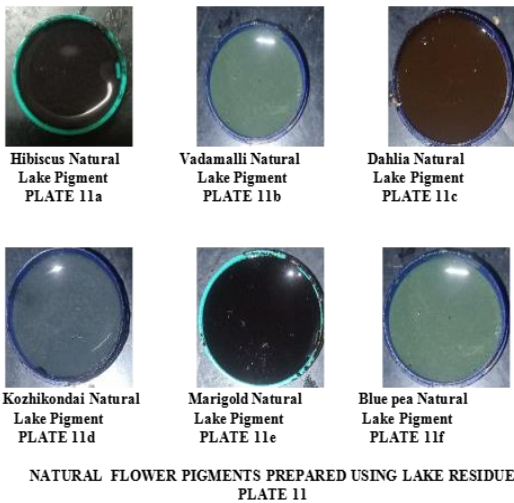 Hibiscus Natural
Lake Pigment
PLATE 11a
Vadamalli Natural
Lake Pigment
PLATE 11b
Dahlia Natural
Lake Pigment
PLATE 11c
Kozhikondai Natural
Lake Pigment
PLATE 11d
Marigold Natural
Lake Pigment
PLATE 11e
Blue pea Natural
Lake Pigment
PLATE 11f
NATURAL FLOWER PIGMENTS PREPARED USING LAKE RESIDUE
PLATE 11